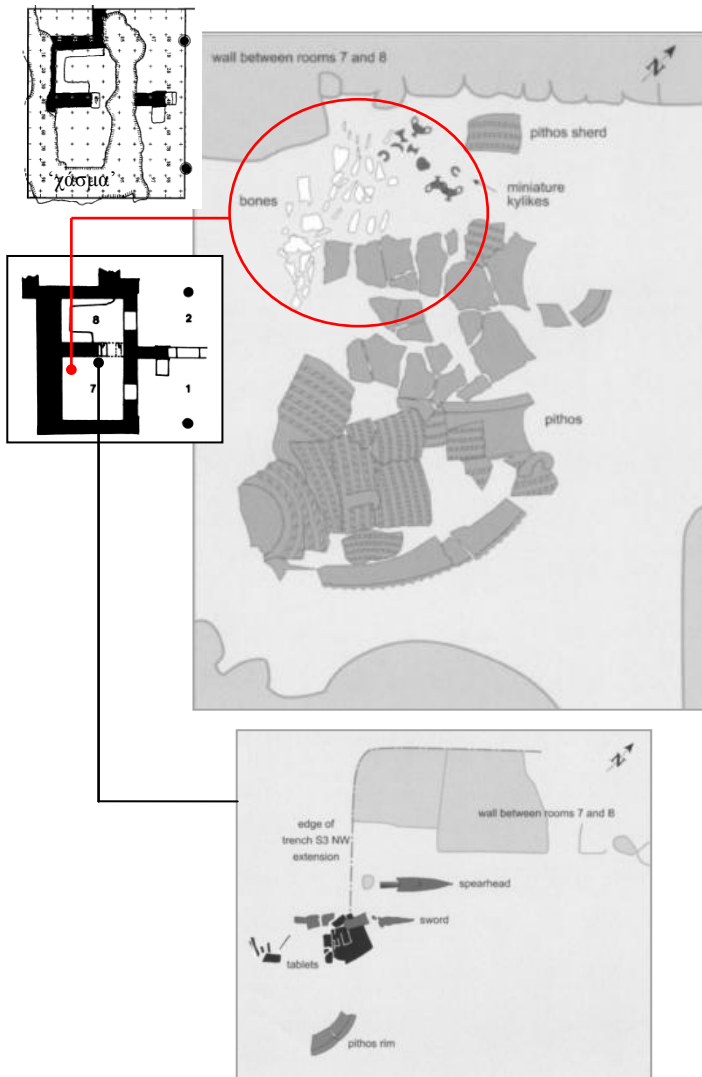 'χάσμα'
8
2
7
1
wall between rooms 7 and 8
N
pithos sherd
miniature
kylikes
bones
pithos
N
wall between rooms 7 and 8
edge of
trench S3 NW
extension
spearhead
sword
tablets
pithos rim